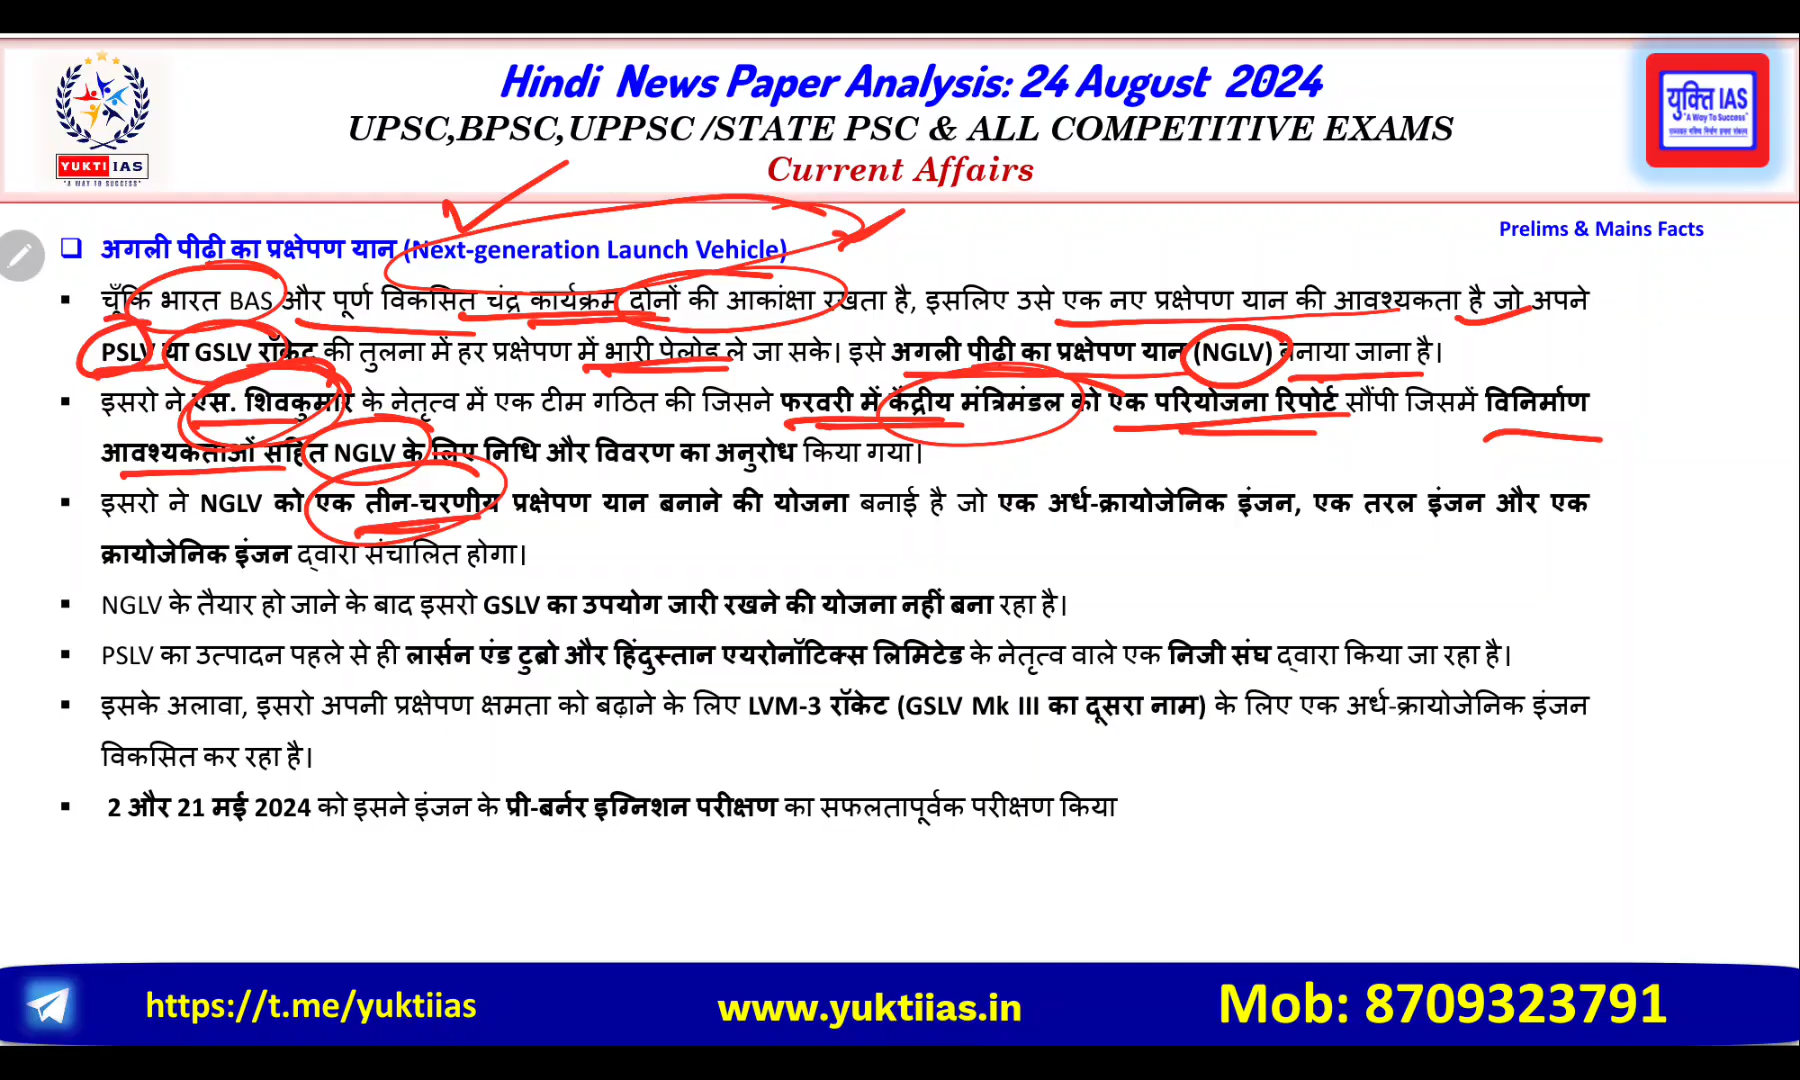 Hindi News Paper Analysis: 24 August 2024
UPSC,BPSC,UPPSC /STATE PSC & ALL COMPETITIVE EXAMS
Current Affairs
YUKTI IAS
"A WAY TO SUCCESS"
युक्ति IAS
"A Way To Success"
Prelims & Mains Facts
❑ अगली पीढ़ी का प्रक्षेपण यान (Next-generation Launch Vehicle)
▪ चूँकि भारत BAS और पूर्ण विकसित चंद्र कार्यक्रम दोनों की आकांक्षा रखता है, इसलिए उसे एक नए प्रक्षेपण यान की आवश्यकता है जो अपने
PSLV या GSLV रॉकेट की तुलना में हर प्रक्षेपण में भारी पेलोड ले जा सके। इसे अगली पीढ़ी का प्रक्षेपण यान (NGLV) बनाया जाना है।
▪ इसरो ने एस. शिवकुमार के नेतृत्व में एक टीम गठित की जिसने फरवरी में केंद्रीय मंत्रिमंडल को एक परियोजना रिपोर्ट सौंपी जिसमें विनिर्माण
आवश्यकताओं सहित NGLV के लिए निधि और विवरण का अनुरोध किया गया।
▪ इसरो ने NGLV को एक तीन-चरणीय प्रक्षेपण यान बनाने की योजना बनाई है जो एक अर्ध-क्रायोजेनिक इंजन, एक तरल इंजन और एक
क्रायोजेनिक इंजन द्वारा संचालित होगा।
▪ NGLV के तैयार हो जाने के बाद इसरो GSLV का उपयोग जारी रखने की योजना नहीं बना रहा है।
▪ PSLV का उत्पादन पहले से ही लार्सन एंड टुब्रो और हिंदुस्तान एयरोनॉटिक्स लिमिटेड के नेतृत्व वाले एक निजी संघ द्वारा किया जा रहा है।
▪ इसके अलावा, इसरो अपनी प्रक्षेपण क्षमता को बढ़ाने के लिए LVM-3 रॉकेट (GSLV Mk III का दूसरा नाम) के लिए एक अर्ध-क्रायोजेनिक इंजन
विकसित कर रहा है।
▪ 2 और 21 मई 2024 को इसने इंजन के प्री-बर्नर इग्निशन परीक्षण का सफलतापूर्वक परीक्षण किया
https://t.me/yuktiias
www.yuktiias.in
Mob: 8709323791